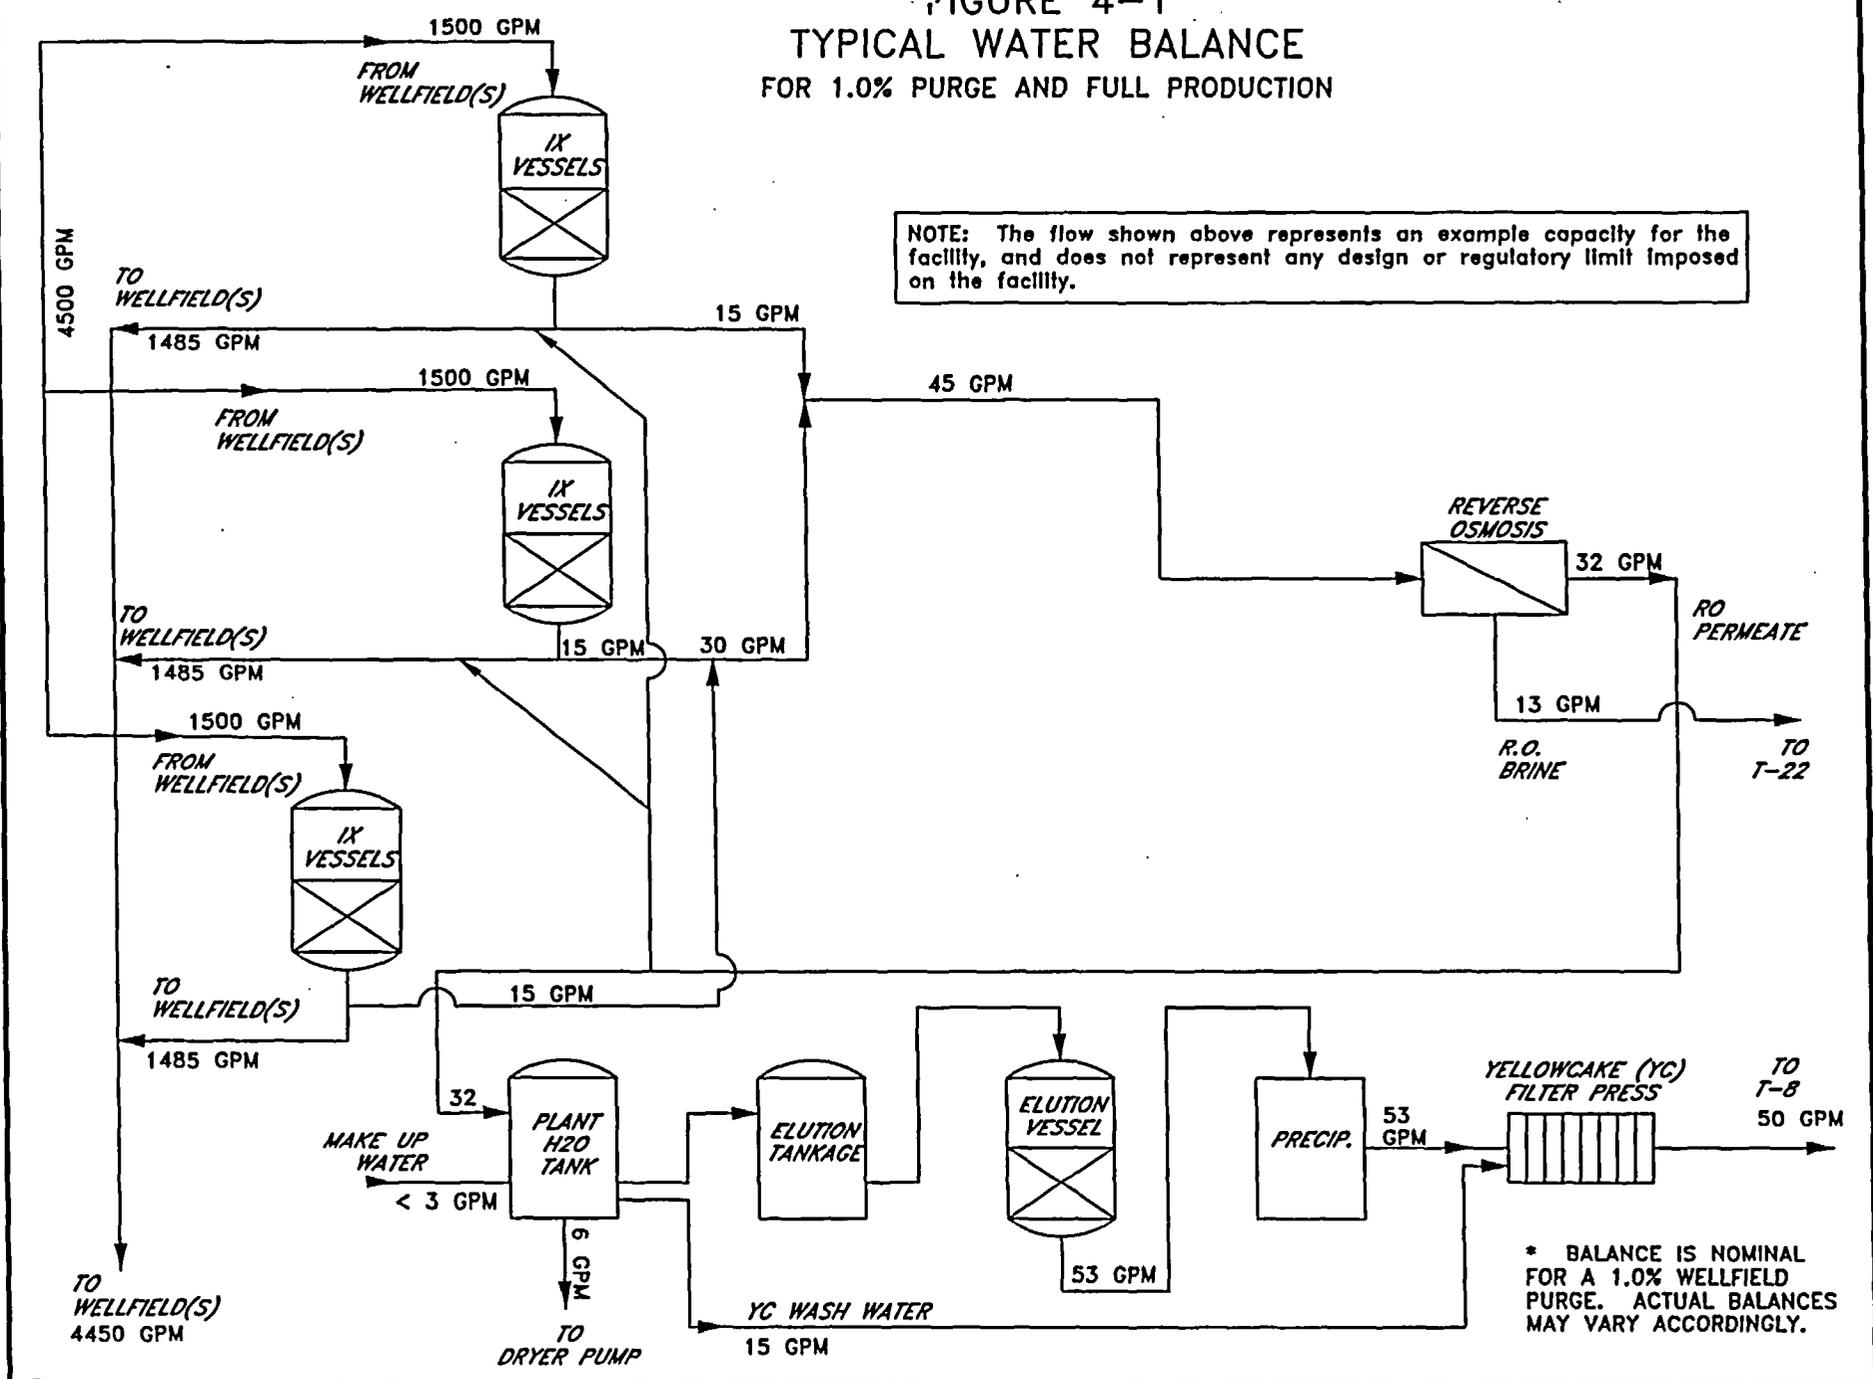 FIGURE 4-1
TYPICAL WATER BALANCE
FOR 1.0% PURGE AND FULL PRODUCTION
1500 GPM
FROM
WELLFIELD(S)
IX
VESSELS
4500 GPM
NOTE: The flow shown above represents an example capacity for the
facility, and does not represent any design or regulatory limit imposed
on the facility.
TO
WELLFIELD(S)
1485 GPM
15 GPM
1500 GPM
FROM
WELLFIELD(S)
45 GPM
IX
VESSELS
REVERSE
OSMOSIS
32 GPM
RO
PERMEATE
TO
WELLFIELD(S)
1485 GPM
15 GPM
30 GPM
13 GPM
R.O.
BRINE
TO
T-22
1500 GPM
FROM
WELLFIELD(S)
IX
VESSELS
TO
WELLFIELD(S)
15 GPM
1485 GPM
32
PLANT
H2O
TANK
MAKE UP
WATER
< 3 GPM
6 GPM
TO
DRYER PUMP
ELUTION
TANKAGE
ELUTION
VESSEL
53 GPM
PRECIP.
53
GPM
YELLOWCAKE (YC)
FILTER PRESS
TO
T-8
50 GPM
YC WASH WATER
15 GPM
TO
WELLFIELD(S)
4450 GPM
* BALANCE IS NOMINAL
FOR A 1.0% WELLFIELD
PURGE. ACTUAL BALANCES
MAY VARY ACCORDINGLY.